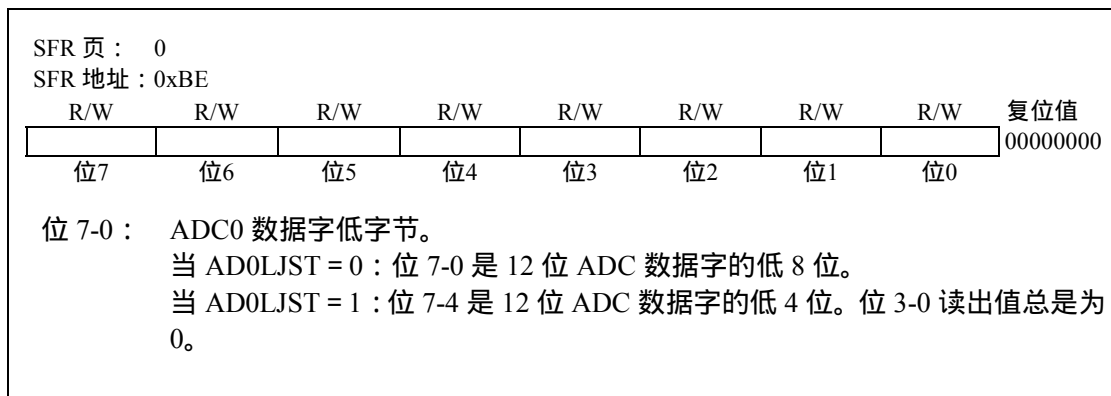 SFR 页： 0
SFR 地址：0xBE
R/W R/W R/W R/W R/W R/W R/W R/W 复位值
00000000
位7 位6 位5 位4 位3 位2 位1 位0
位 7-0： ADC0 数据字低字节。
当 AD0LJST = 0：位 7-0 是 12 位 ADC 数据字的低 8 位。
当 AD0LJST = 1：位 7-4 是 12 位 ADC 数据字的低 4 位。位 3-0 读出值总是为
0。